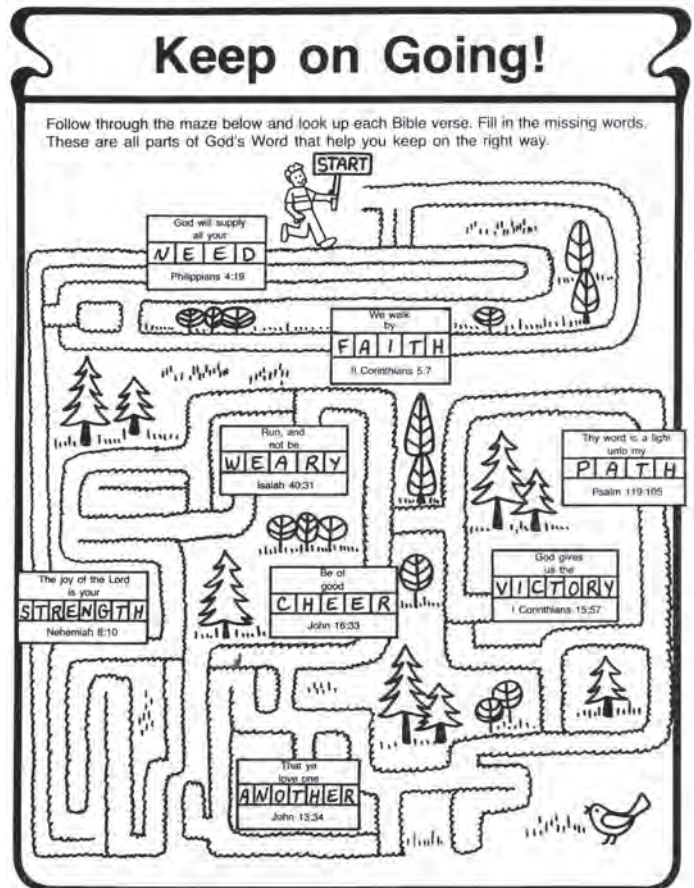 Keep on Going!
Follow through the maze below and look up each Bible verse. Fill in the missing words.
These are all parts of God's Word that help you keep on the right way.
START
God will supply
all your
NEED
Philippians 4:19
We walk
by
FAITH
II Corinthians 5:7
Run, and
not be
WEARY
Isaiah 40:31
Thy word is a light
unto my
PATH
Psalm 119:105
The joy of the Lord
is your
STRENGTH
Nehemiah 8:10
Be of
good
CHEER
John 16:33
God gives
us the
VICTORY
I Corinthians 15:57
That ye
love one
ANOTHER
John 13:34